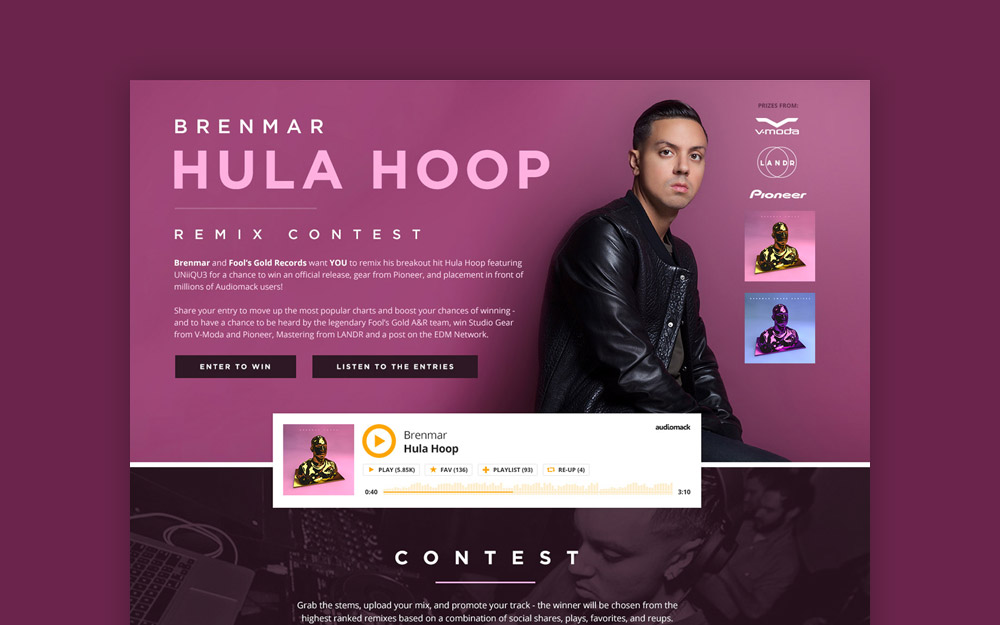 BRENMAR
HULA HOOP
REMIX CONTEST
Brenmar and Fool's Gold Records want YOU to remix his breakout hit Hula Hoop featuring
UNiiQU3 for a chance to win an official release, gear from Pioneer, and placement in front of
millions of Audiomack users!
Share your entry to move up the most popular charts and boost your chances of winning -
and to have a chance to be heard by the legendary Fool's Gold A&R team, win Studio Gear
from V-Moda and Pioneer, Mastering from LANDR and a post on the EDM Network.
ENTER TO WIN
LISTEN TO THE ENTRIES
PRIZES FROM:
v-moda
LANDR
Pioneer
audiomack
Brenmar
Hula Hoop
PLAY (5.85K)
FAV (136)
PLAYLIST (93)
RE-UP (4)
0:40
3:10
CONTEST
Grab the stems, upload your mix, and promote your track - the winner will be chosen from the
highest ranked remixes based on a combination of social shares, plays, favorites, and reups.